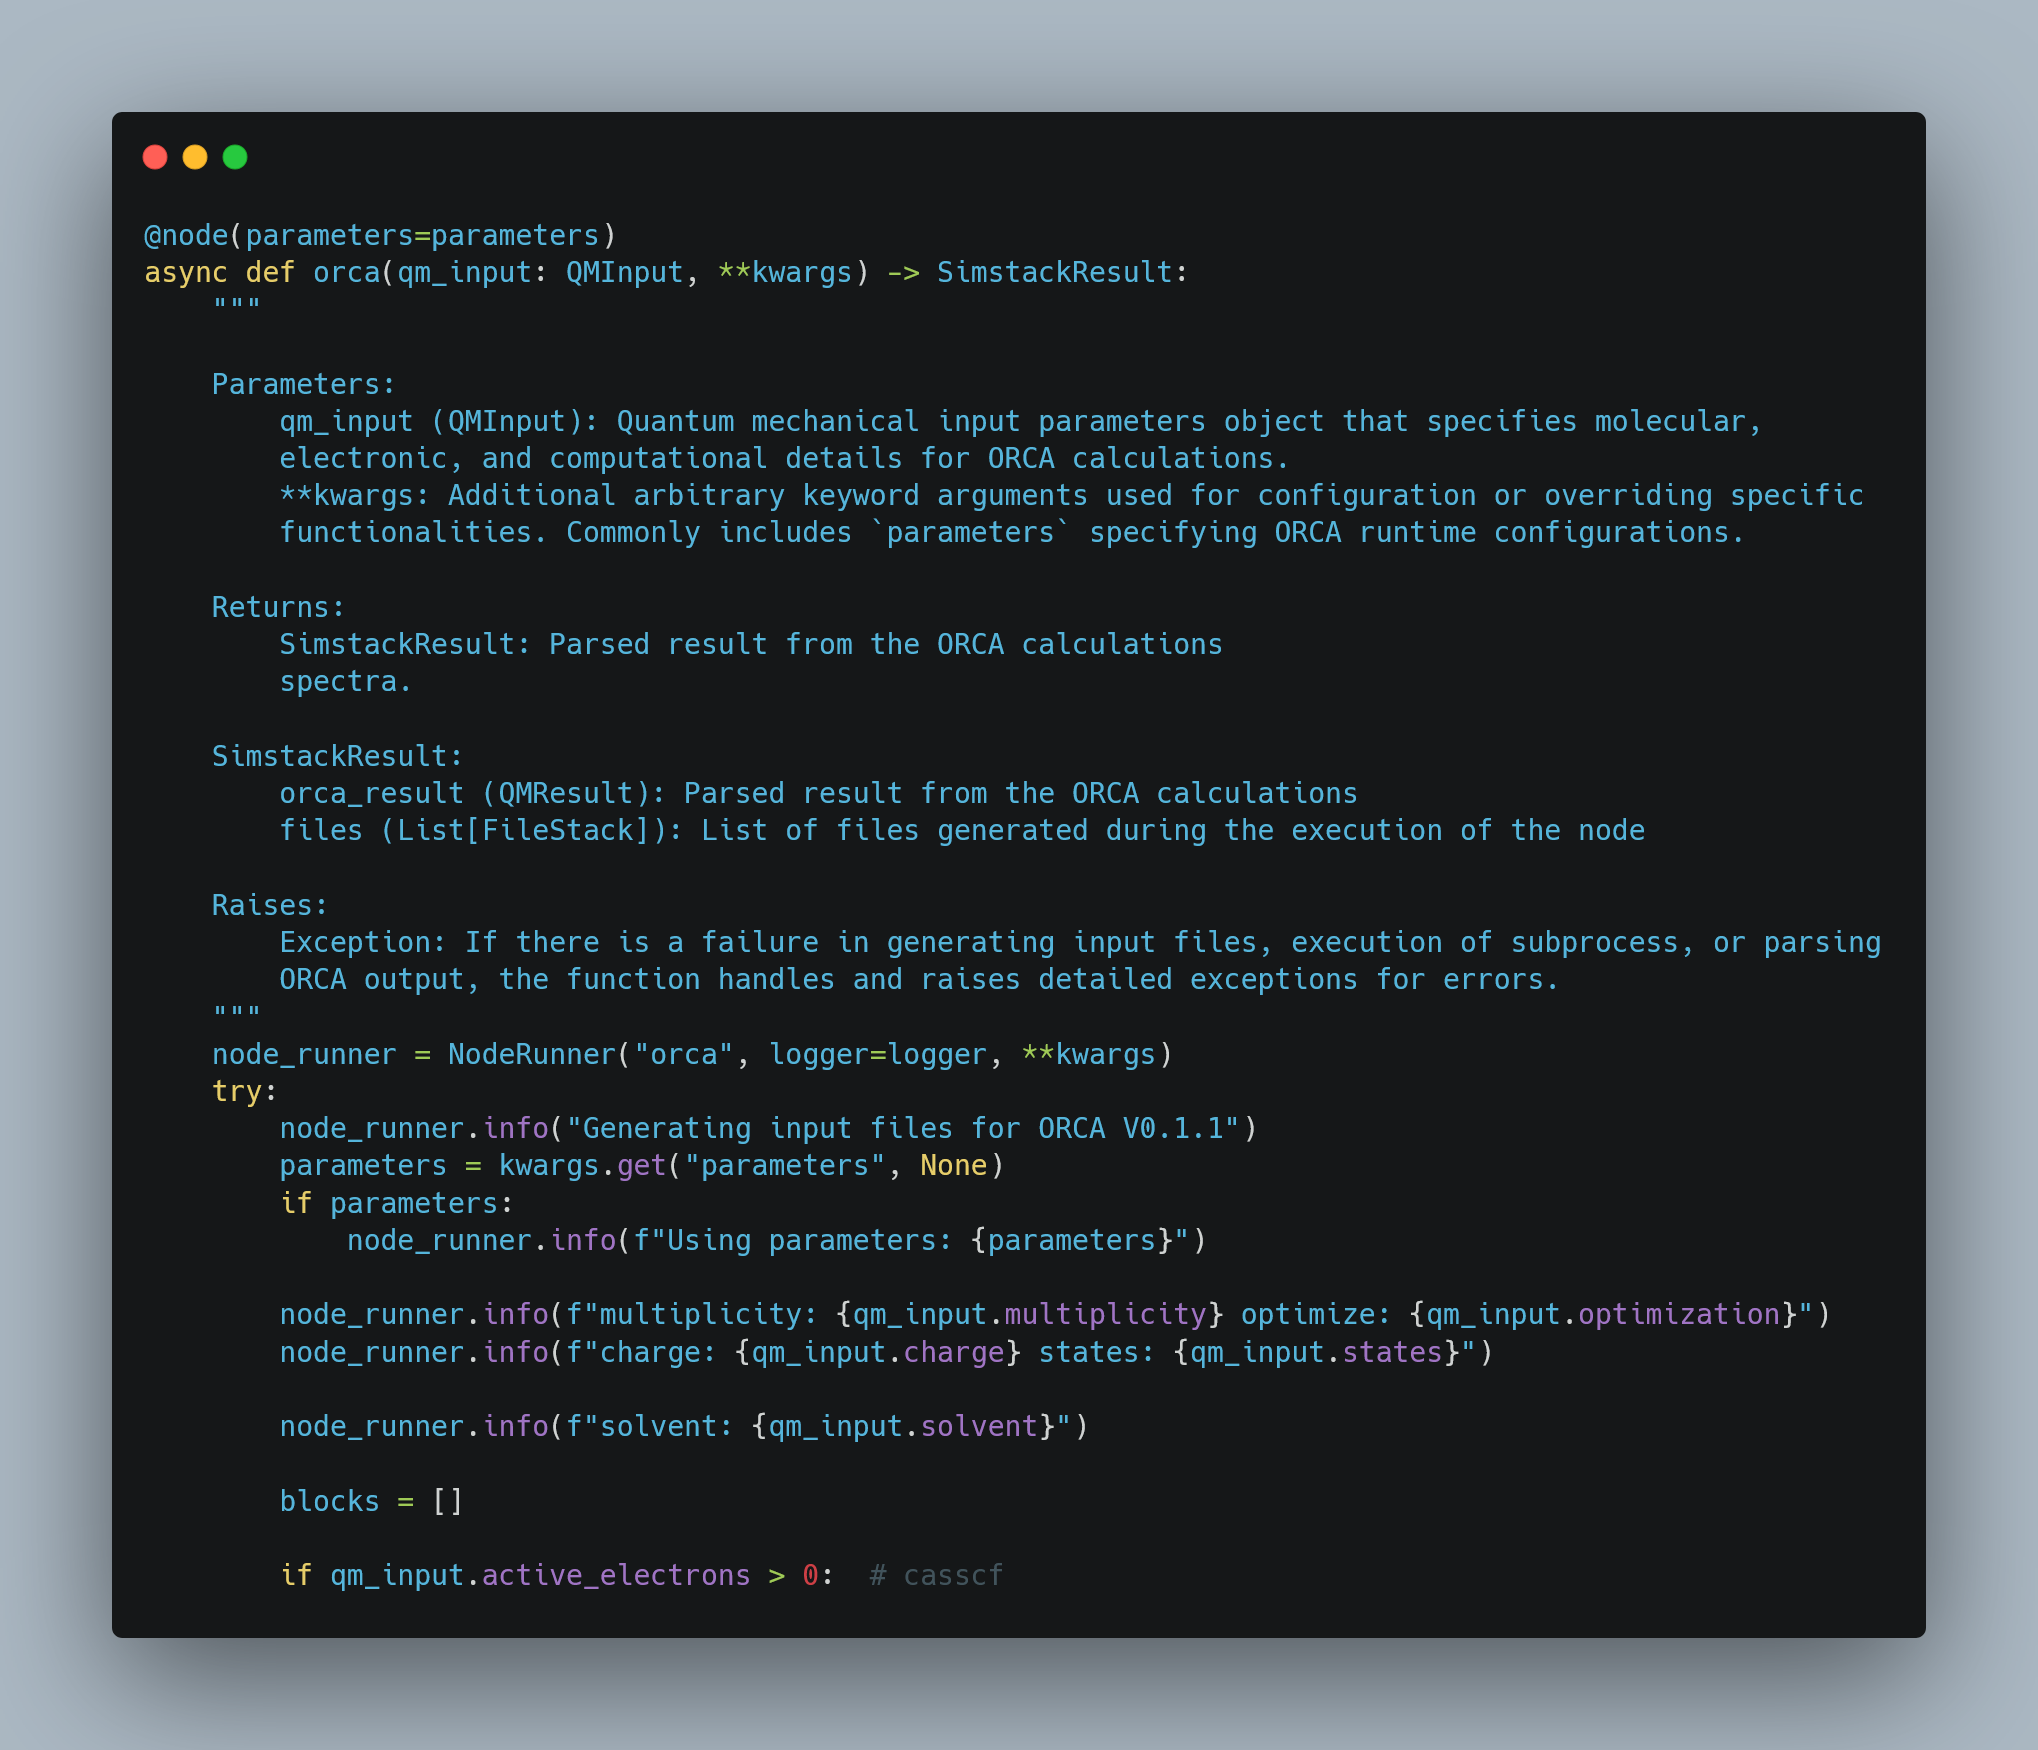 @node(parameters=parameters)
async def orca(qm_input: QMInput, **kwargs) -> SimstackResult:
    """

    Parameters:
        qm_input (QMInput): Quantum mechanical input parameters object that specifies molecular,
        electronic, and computational details for ORCA calculations.
        **kwargs: Additional arbitrary keyword arguments used for configuration or overriding specific
        functionalities. Commonly includes `parameters` specifying ORCA runtime configurations.

    Returns:
        SimstackResult: Parsed result from the ORCA calculations
        spectra.

    SimstackResult:
        orca_result (QMResult): Parsed result from the ORCA calculations
        files (List[FileStack]): List of files generated during the execution of the node

    Raises:
        Exception: If there is a failure in generating input files, execution of subprocess, or parsing
        ORCA output, the function handles and raises detailed exceptions for errors.
    """
    node_runner = NodeRunner("orca", logger=logger, **kwargs)
    try:
        node_runner.info("Generating input files for ORCA V0.1.1")
        parameters = kwargs.get("parameters", None)
        if parameters:
            node_runner.info(f"Using parameters: {parameters}")

        node_runner.info(f"multiplicity: {qm_input.multiplicity} optimize: {qm_input.optimization}")
        node_runner.info(f"charge: {qm_input.charge} states: {qm_input.states}")

        node_runner.info(f"solvent: {qm_input.solvent}")

        blocks = []

        if qm_input.active_electrons > 0:  # casscf